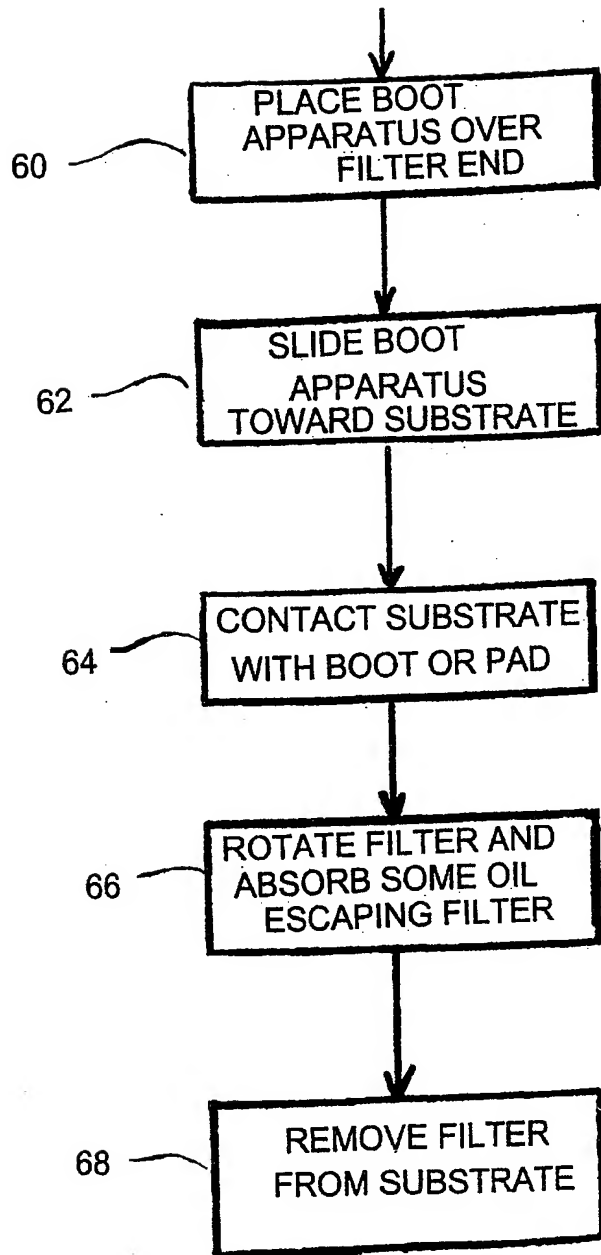 PLACE BOOT
APPARATUS OVER
FILTER END
60
SLIDE BOOT
APPARATUS
TOWARD SUBSTRATE
62
CONTACT SUBSTRATE
WITH BOOT OR PAD
64
ROTATE FILTER AND
ABSORB SOME OIL
ESCAPING FILTER
66
REMOVE FILTER
FROM SUBSTRATE
68